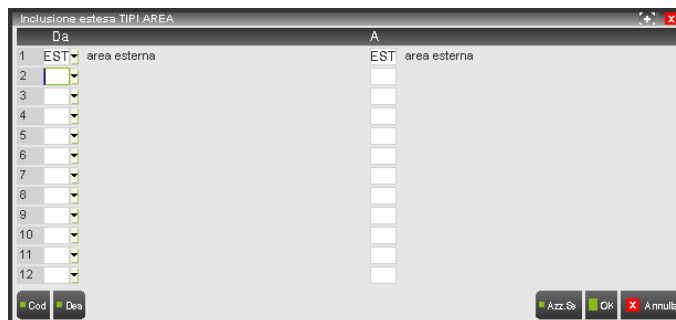 Inclusione estesa TIPI AREA
Da A
1 EST area esterna EST area esterna
2
3
4
5
6
7
8
9
10
11
12
Cod Des Azz.Se OK Annulla